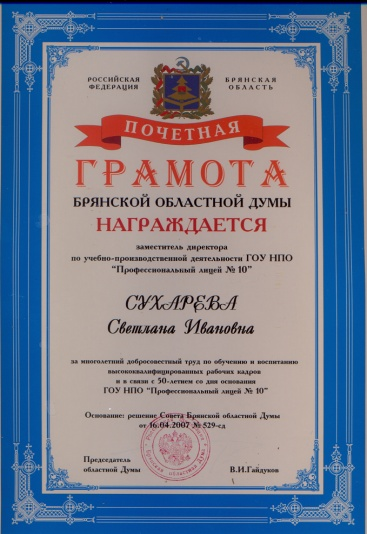 РОССИЙСКАЯ
ФЕДЕРАЦИЯ
БРЯНСКАЯ
ОБЛАСТЬ
ПОЧЕТНАЯ
ГРАМОТА
БРЯНСКОЙ ОБЛАСТНОЙ ДУМЫ
НАГРАЖДАЕТСЯ
заместитель директора
по учебно-производственной деятельности ГОУ НПО
"Профессиональный лицей № 10"
СУХАРЕВА
Светлана Ивановна
за многолетний добросовестный труд по обучению и воспитанию
высококвалифицированных рабочих кадров
и в связи с 50-летием со дня основания
ГОУ НПО "Профессиональный лицей № 10"
Основание: решение Совета Брянской областной Думы
от 16.04.2007 № 529-сд
Председатель
областной Думы
В.И.Гайдуков